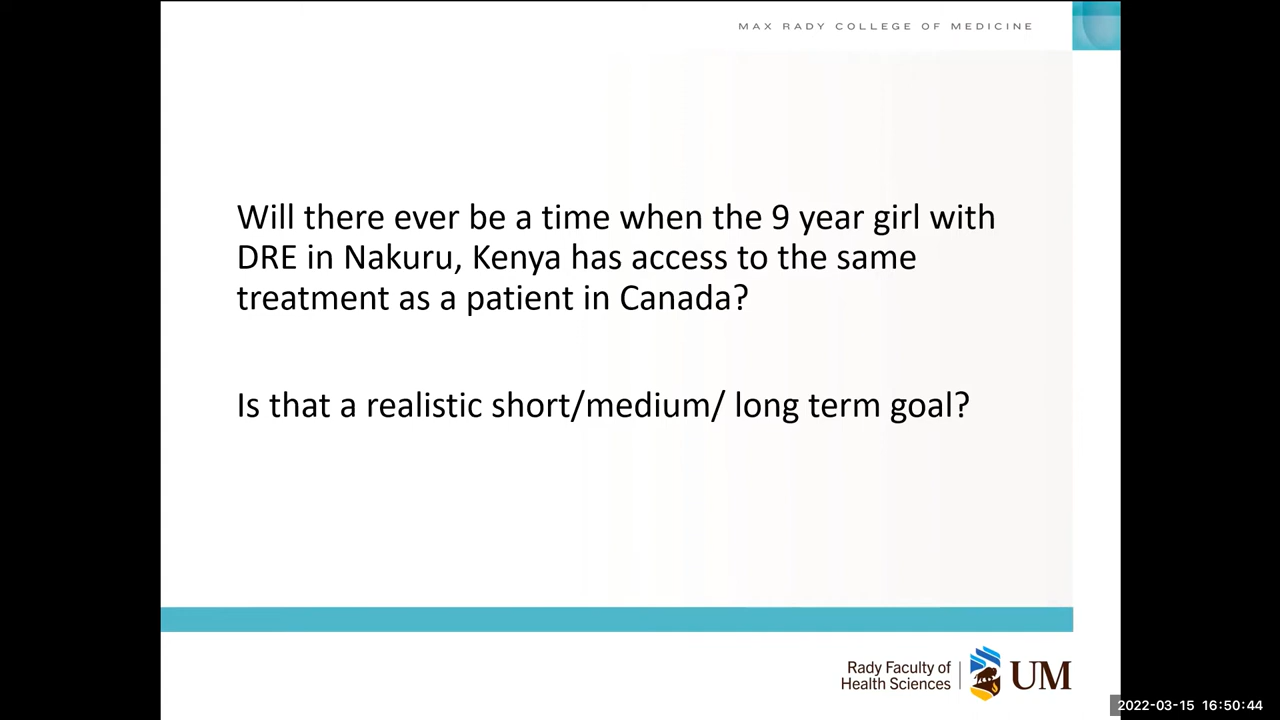 MAX RADY COLLEGE OF MEDICINE
Will there ever be a time when the 9 year girl with
DRE in Nakuru, Kenya has access to the same
treatment as a patient in Canada?
Is that a realistic short/medium/ long term goal?
Rady Faculty of
Health Sciences
UM
2022-03-15 16:50:44